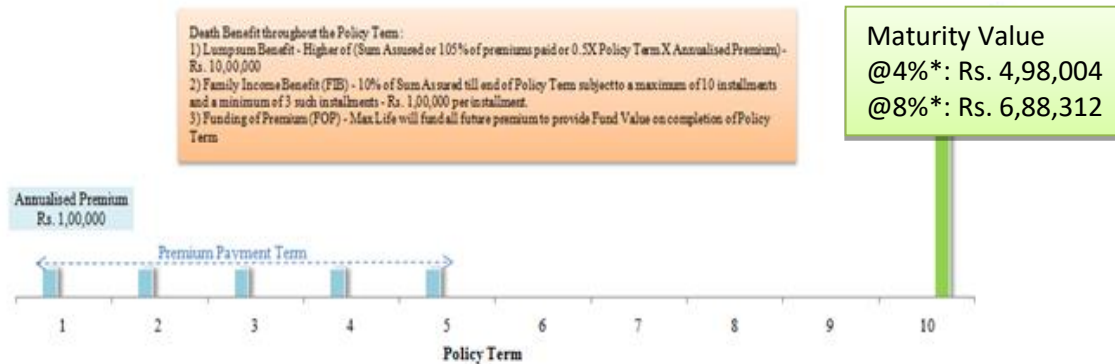 Death Benefit throughout the Policy Term:
1) Lumpsum Benefit - Higher of (Sum Assured or 105% of premiums paid or 0.5X Policy Term X Annualised Premium) -
Rs. 10,00,000
2) Family Income Benefit (FIB) - 10% of Sum Assured till end of Policy Term subject to a maximum of 10 installments
and a minimum of 3 such installments - Rs. 1,00,000 per installment.
3) Funding of Premium (FOP) - Max Life will fund all future premium to provide Fund Value on completion of Policy
Term
Maturity Value
@4%*: Rs. 4,98,004
@8%*: Rs. 6,88,312
Annualised Premium
Rs. 1,00,000
Premium Payment Term
1 2 3 4 5 6 7 8 9 10
Policy Term